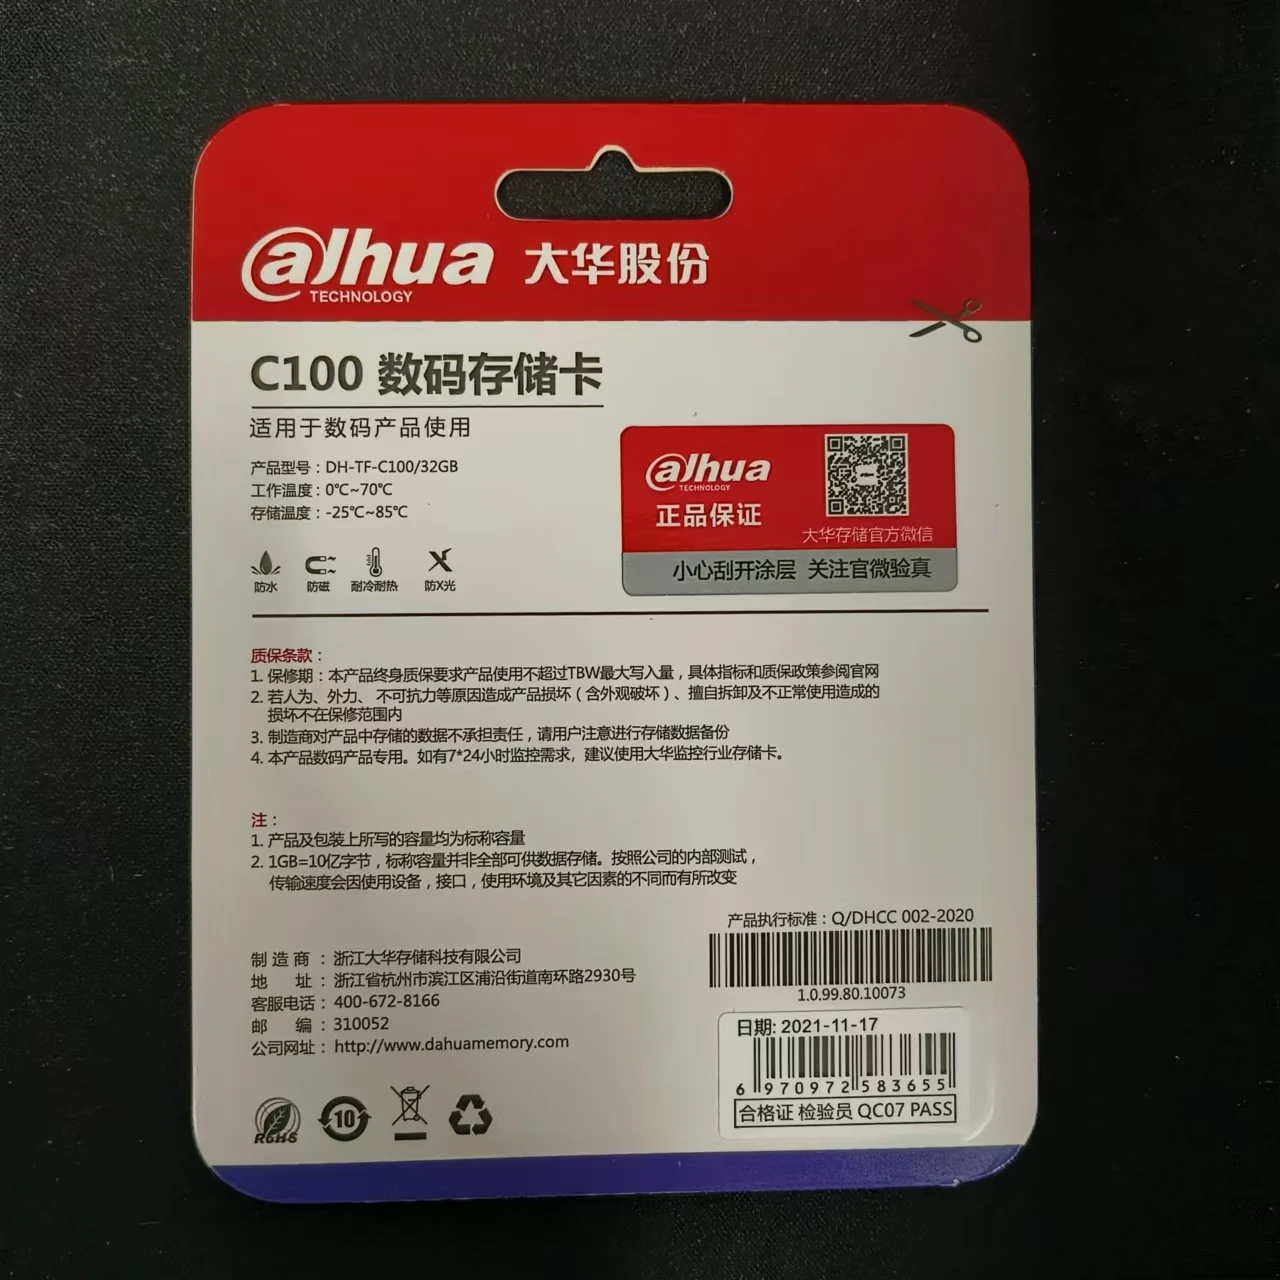 dahua 大华股份
TECHNOLOGY
C100 数码存储卡
适用于数码产品使用
产品型号：DH-TF-C100/32GB
工作温度：0℃~70℃
存储温度：-25℃~85℃
防水 防磁 耐冷耐热 防X光
dahua
TECHNOLOGY
正品保证
大华存储官方微信
小心刮开涂层 关注官微验真
质保条款：
1. 保修期：本产品终身质保要求产品使用不超过TBW最大写入量，具体指标和质保政策参阅官网
2. 若人为、外力、不可抗力等原因造成产品损坏（含外观破坏）、擅自拆卸及不正常使用造成的
损坏不在保修范围内
3. 制造商对产品中存储的数据不承担责任，请用户注意进行存储数据备份
4. 本产品数码产品专用。如有7*24小时监控需求，建议使用大华监控行业存储卡。
注：
1. 产品及包装上所写的容量均为标称容量
2. 1GB=10亿字节，标称容量并非全部可供数据存储。按照公司的内部测试，
传输速度会因使用设备，接口，使用环境及其它因素的不同而有所改变
产品执行标准：Q/DHCC 002-2020
1.0.99.80.10073
制造商：浙江大华存储科技有限公司
地址：浙江省杭州市滨江区浦沿街道南环路2930号
客服电话：400-672-8166
邮编：310052
公司网址：http://www.dahuamemory.com
日期: 2021-11-17
6 970972 583655
合格证 检验员 QC07 PASS
RoHS
10